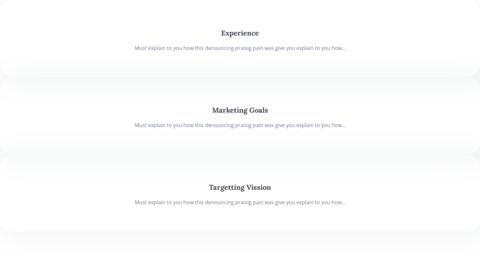 Experience
Must explain to you how this denouncing praisig pain was give you explain to you how...
Marketing Goals
Must explain to you how this denouncing praisig pain was give you explain to you how...
Targetting Vission
Must explain to you how this denouncing praisig pain was give you explain to you how...